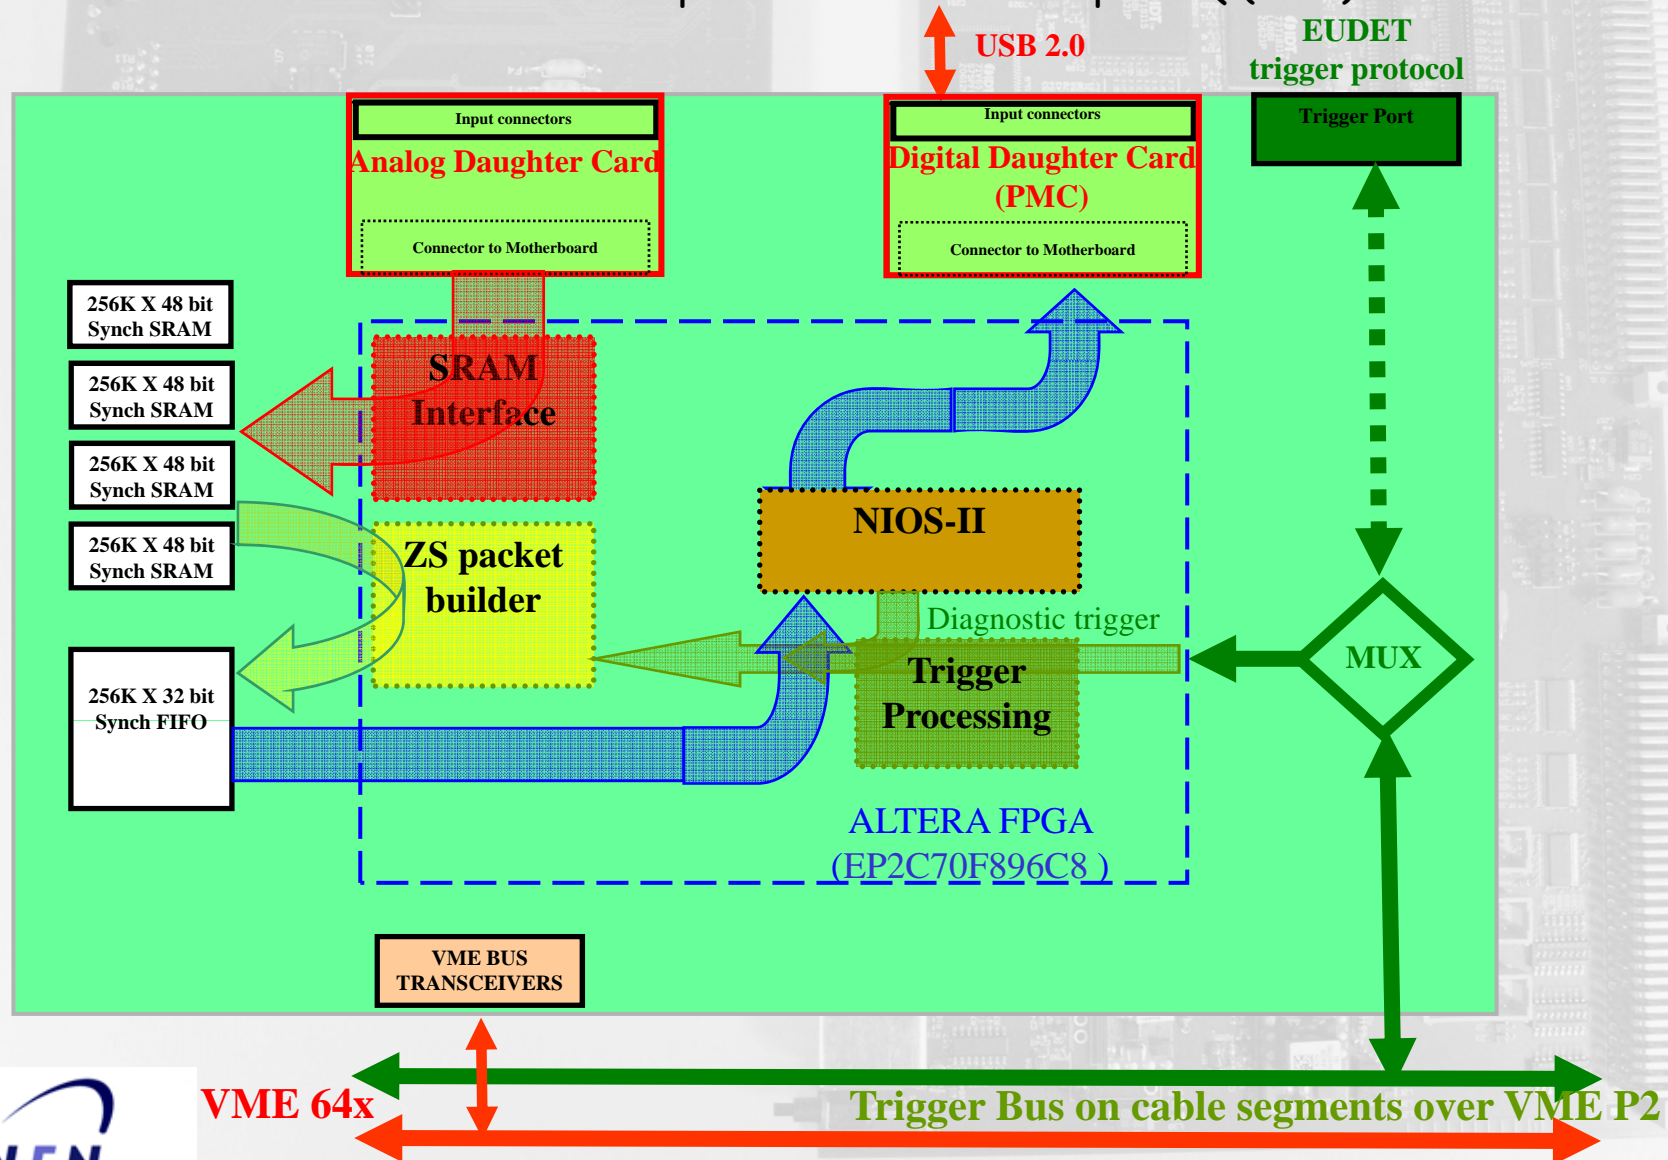 USB 2.0
EUDET
trigger protocol
Input connectors
Analog Daughter Card
Connector to Motherboard
Input connectors
Digital Daughter Card
(PMC)
Connector to Motherboard
Trigger Port
256K X 48 bit
Synch SRAM
256K X 48 bit
Synch SRAM
256K X 48 bit
Synch SRAM
256K X 48 bit
Synch SRAM
SRAM
Interface
ZS packet
builder
NIOS-II
Diagnostic trigger
Trigger
Processing
MUX
256K X 32 bit
Synch FIFO
ALTERA FPGA
(EP2C70F896C8 )
VME BUS
TRANSCEIVERS
VME 64x
Trigger Bus on cable segments over VME P2